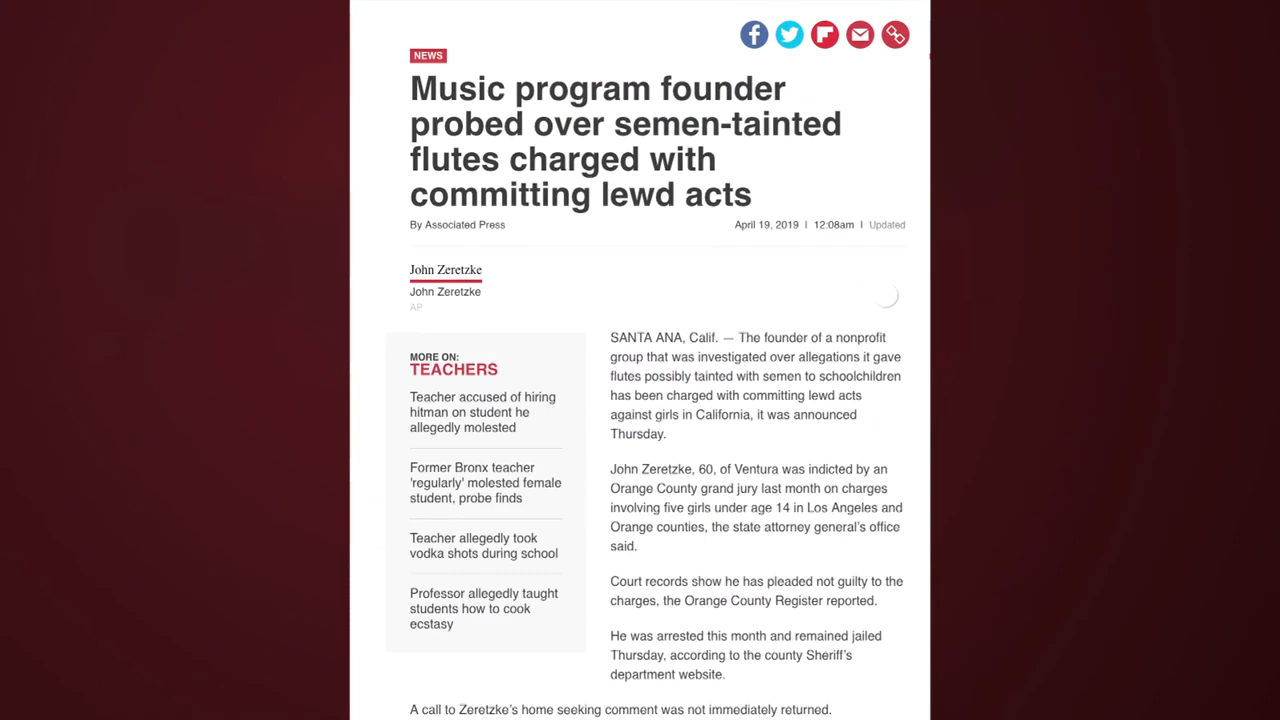 NEWS
Music program founder
probed over semen-tainted
flutes charged with
committing lewd acts
By Associated Press
April 19, 2019 | 12:08am | Updated
John Zeretzke
John Zeretzke
AP
MORE ON:
TEACHERS
Teacher accused of hiring
hitman on student he
allegedly molested
Former Bronx teacher
'regularly' molested female
student, probe finds
Teacher allegedly took
vodka shots during school
Professor allegedly taught
students how to cook
ecstasy
SANTA ANA, Calif. — The founder of a nonprofit
group that was investigated over allegations it gave
flutes possibly tainted with semen to schoolchildren
has been charged with committing lewd acts
against girls in California, it was announced
Thursday.
John Zeretzke, 60, of Ventura was indicted by an
Orange County grand jury last month on charges
involving five girls under age 14 in Los Angeles and
Orange counties, the state attorney general’s office
said.
Court records show he has pleaded not guilty to the
charges, the Orange County Register reported.
He was arrested this month and remained jailed
Thursday, according to the county Sheriff’s
department website.
A call to Zeretzke’s home seeking comment was not immediately returned.